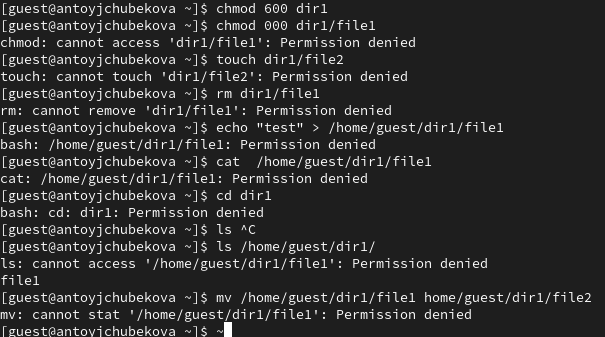 [guest@antoyjchubekova ~]$ chmod 600 dir1
[guest@antoyjchubekova ~]$ chmod 000 dir1/file1
chmod: cannot access 'dir1/file1': Permission denied
[guest@antoyjchubekova ~]$ touch dir1/file2
touch: cannot touch 'dir1/file2': Permission denied
[guest@antoyjchubekova ~]$ rm dir1/file1
rm: cannot remove 'dir1/file1': Permission denied
[guest@antoyjchubekova ~]$ echo "test" > /home/guest/dir1/file1
bash: /home/guest/dir1/file1: Permission denied
[guest@antoyjchubekova ~]$ cat  /home/guest/dir1/file1
cat: /home/guest/dir1/file1: Permission denied
[guest@antoyjchubekova ~]$ cd dir1
bash: cd: dir1: Permission denied
[guest@antoyjchubekova ~]$ ls ^C
[guest@antoyjchubekova ~]$ ls /home/guest/dir1/
ls: cannot access '/home/guest/dir1/file1': Permission denied
file1
[guest@antoyjchubekova ~]$ mv /home/guest/dir1/file1 home/guest/dir1/file2
mv: cannot stat '/home/guest/dir1/file1': Permission denied
[guest@antoyjchubekova ~]$ ~